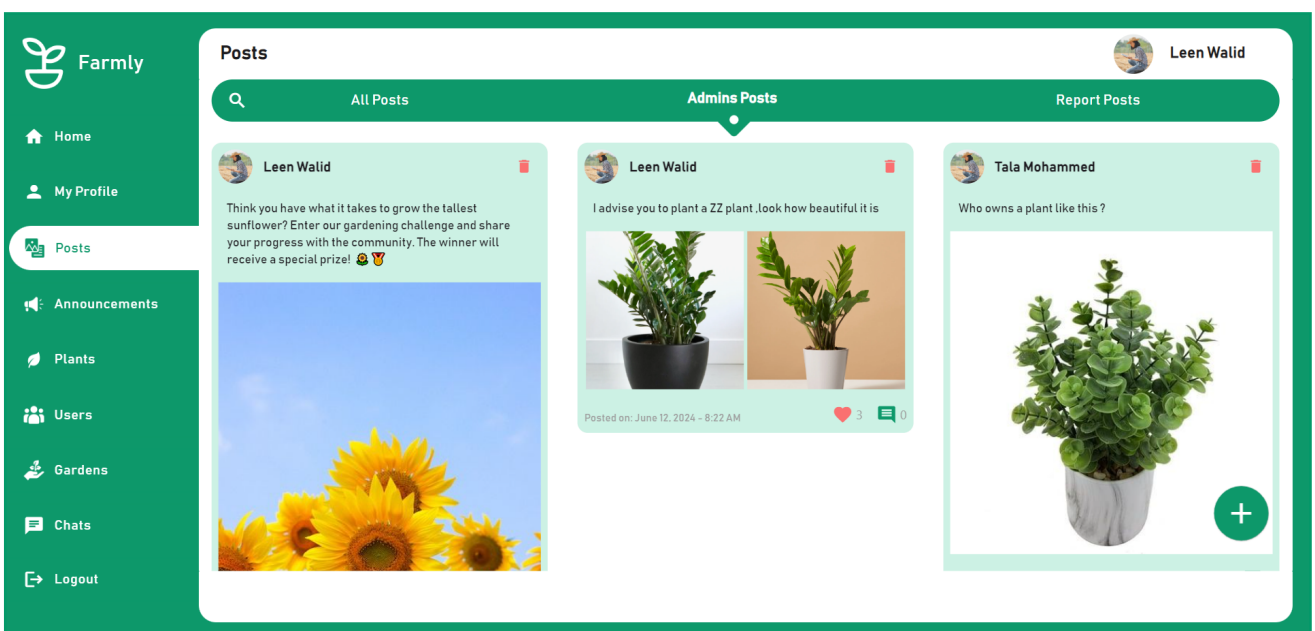 Farmly
Home
My Profile
Posts
Announcements
Plants
Users
Gardens
Chats
Logout
Posts
Leen Walid
All Posts
Admins Posts
Report Posts
Leen Walid
Think you have what it takes to grow the tallest
sunflower? Enter our gardening challenge and share
your progress with the community. The winner will
receive a special prize! 🌻🏅
Leen Walid
I advise you to plant a ZZ plant ,look how beautiful it is
Posted on: June 12, 2024 - 8:22 AM
3
0
Tala Mohammed
Who owns a plant like this ?